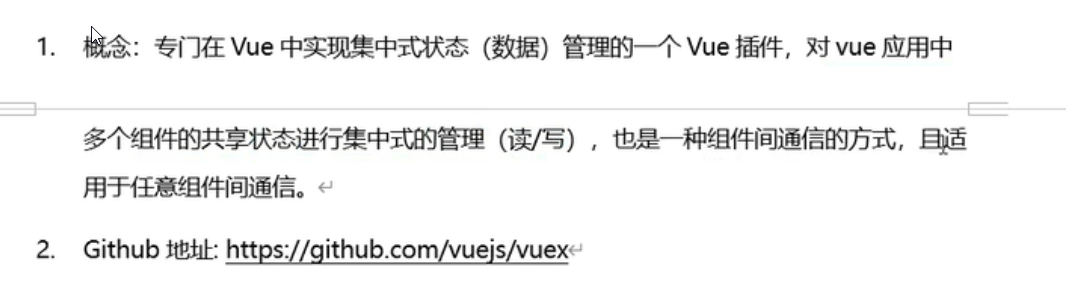 1. 概念：专门在 Vue 中实现集中式状态（数据）管理的一个 Vue 插件，对 vue 应用中
多个组件的共享状态进行集中式的管理（读/写），也是一种组件间通信的方式，且适
用于任意组件间通信。↵
2. Github 地址: https://github.com/vuejs/vuex↵